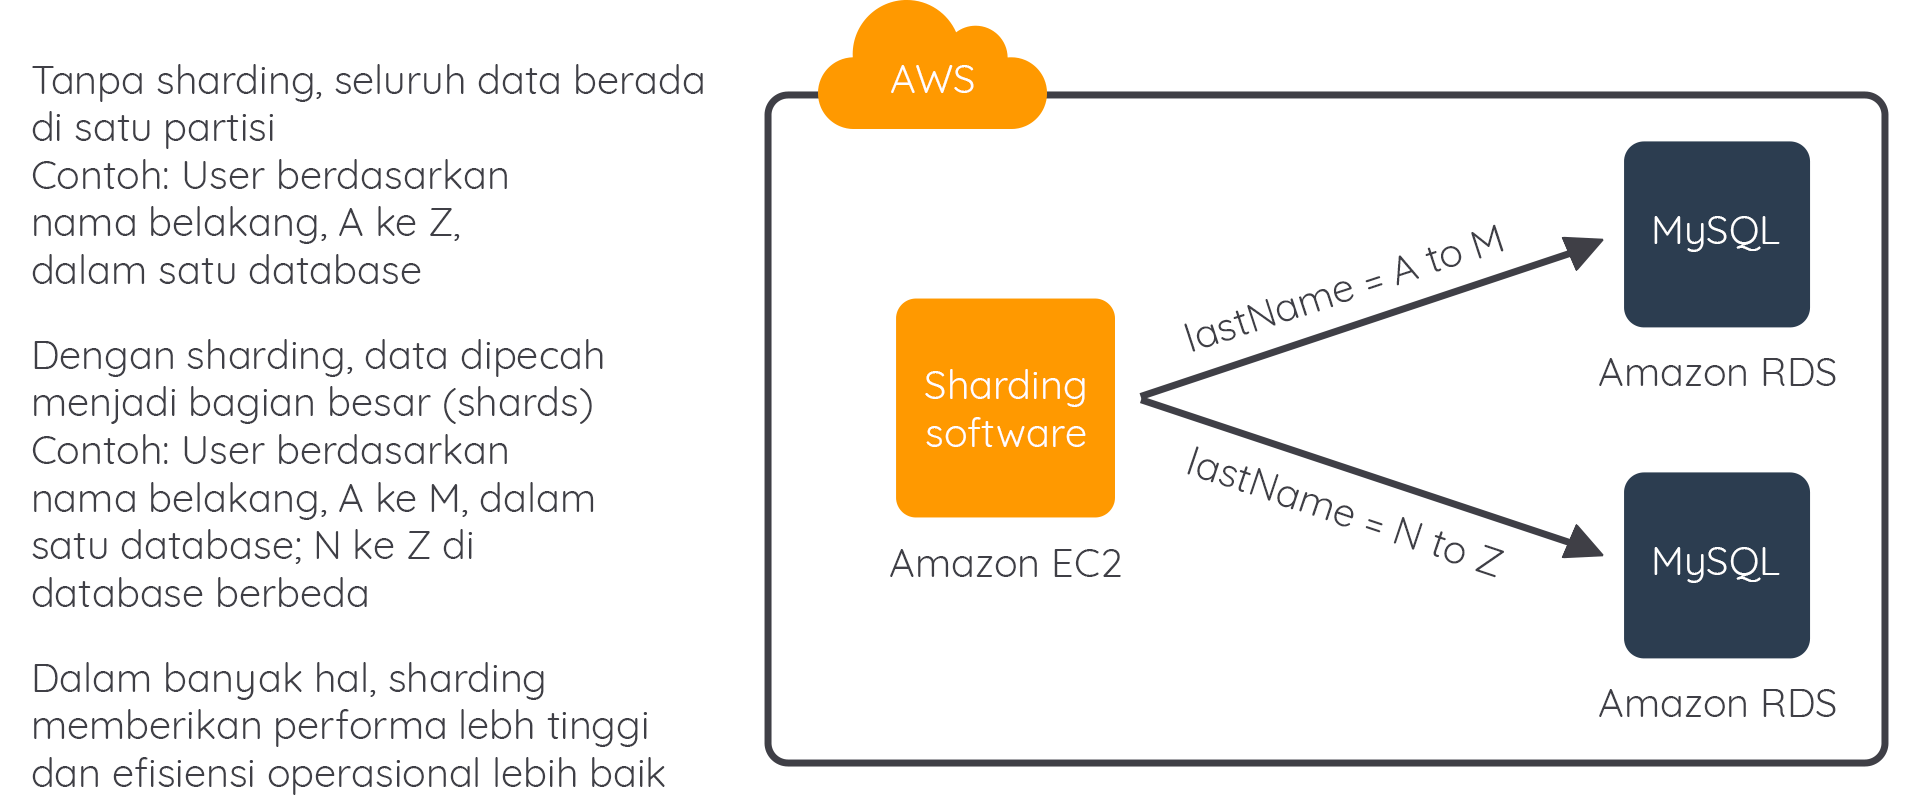 Tanpa sharding, seluruh data berada
di satu partisi
Contoh: User berdasarkan
nama belakang, A ke Z,
dalam satu database
Dengan sharding, data dipecah
menjadi bagian besar (shards)
Contoh: User berdasarkan
nama belakang, A ke M, dalam
satu database; N ke Z di
database berbeda
Dalam banyak hal, sharding
memberikan performa lebh tinggi
dan efisiensi operasional lebih baik
AWS
Sharding
software
Amazon EC2
lastName = A to M
lastName = N to Z
MySQL
Amazon RDS
MySQL
Amazon RDS